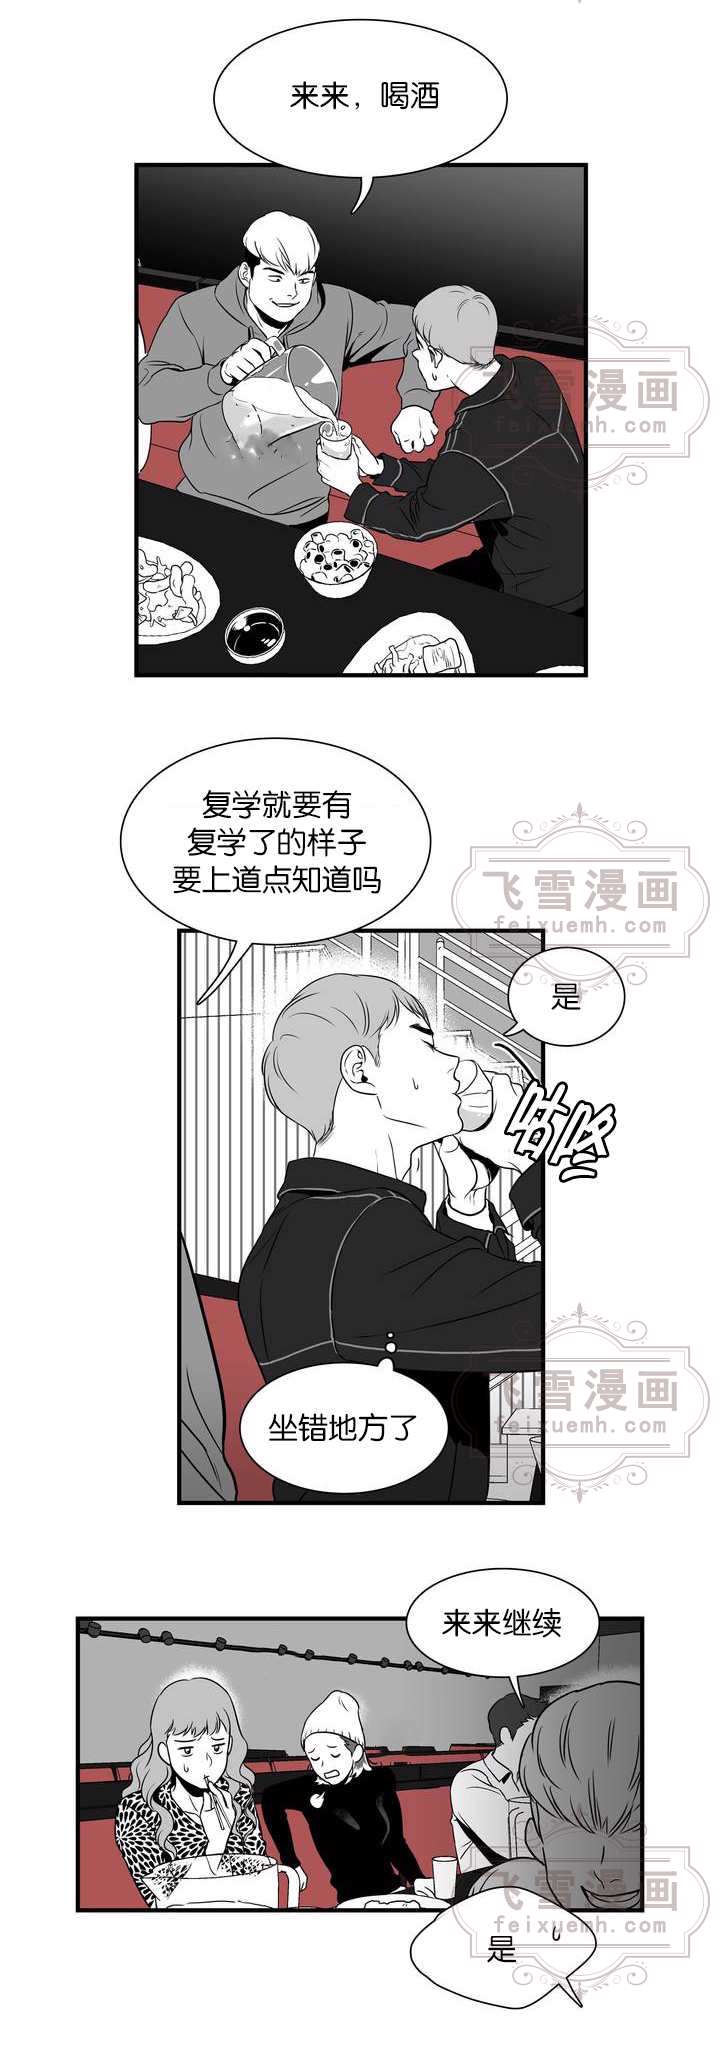 来来，喝酒
飞雪漫画
feixuemh.com
复学就要有
复学了的样子
要上道点知道吗
飞雪漫画
feixuemh.com
是
咕咚
飞雪漫画
feixuemh.com
坐错地方了
来来继续
飞雪漫画
feixuemh.com
是